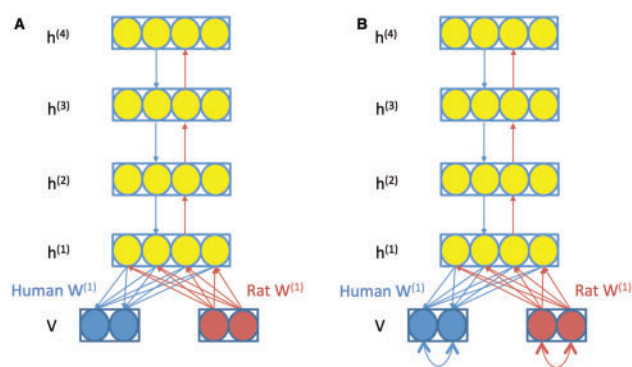 A
h(4)
h(3)
h(2)
h(1)
Human W(1)
Rat W(1)
V
B
h(4)
h(3)
h(2)
h(1)
Human W(1)
Rat W(1)
V